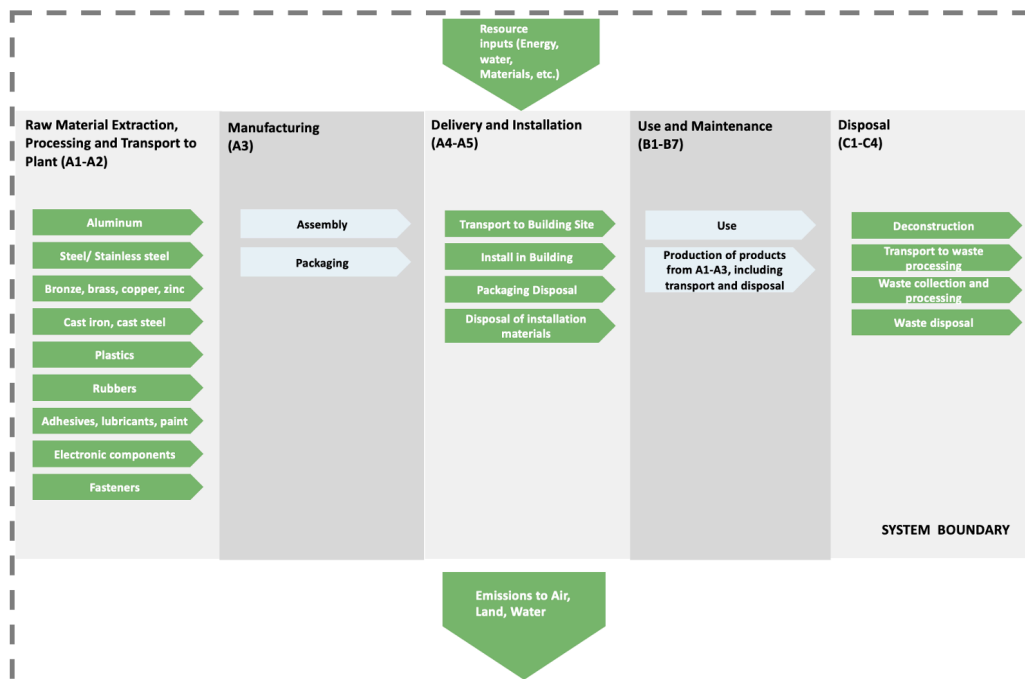 Resource
inputs (Energy,
water,
Materials, etc.)
Raw Material Extraction,
Processing and Transport to
Plant (A1-A2)
Aluminum
Steel/ Stainless steel
Bronze, brass, copper, zinc
Cast iron, cast steel
Plastics
Rubbers
Adhesives, lubricants, paint
Electronic components
Fasteners
Manufacturing
(A3)
Assembly
Packaging
Delivery and Installation
(A4-A5)
Transport to Building Site
Install in Building
Packaging Disposal
Disposal of installation
materials
Use and Maintenance
(B1-B7)
Use
Production of products
from A1-A3, including
transport and disposal
Disposal
(C1-C4)
Deconstruction
Transport to waste
processing
Waste collection and
processing
Waste disposal
SYSTEM BOUNDARY
Emissions to Air,
Land, Water